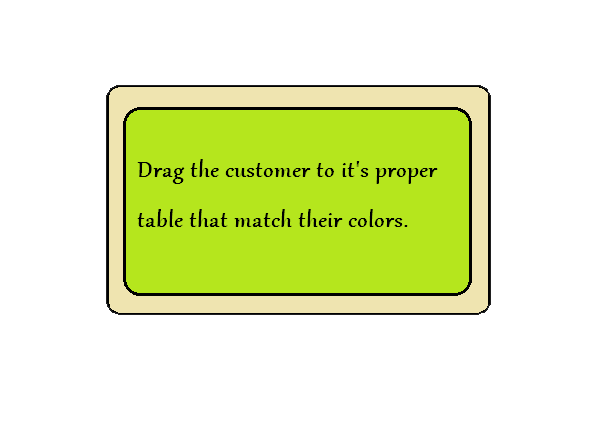 Drag the customer to it's proper
table that match their colors.